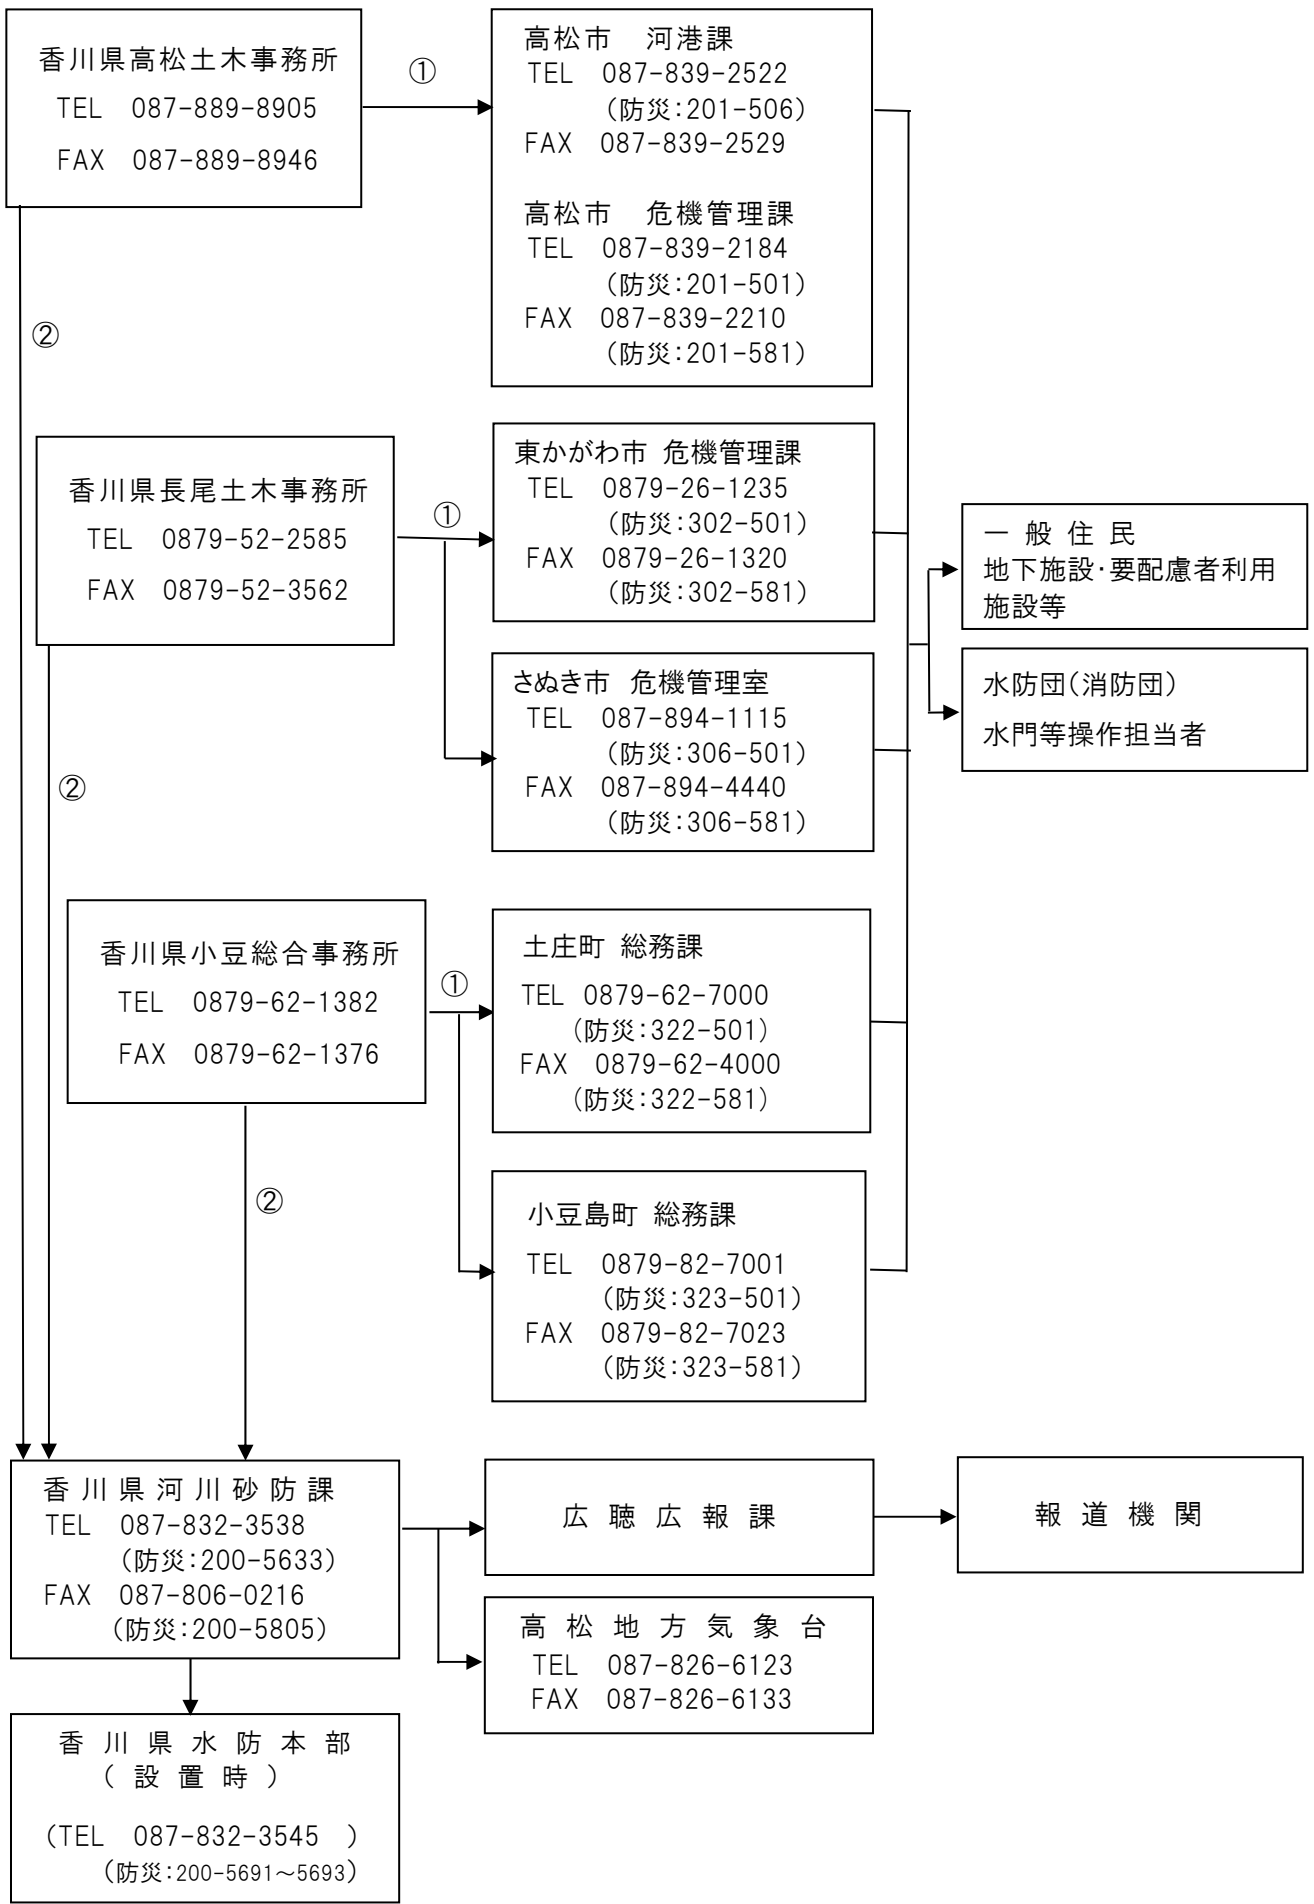 香川県高松土木事務所
TEL 087-889-8905
FAX 087-889-8946
①
高松市 河港課
TEL 087-839-2522
(防災:201-506)
FAX 087-839-2529
高松市 危機管理課
TEL 087-839-2184
(防災:201-501)
FAX 087-839-2210
(防災:201-581)
②
香川県長尾土木事務所
TEL 0879-52-2585
FAX 0879-52-3562
①
東かがわ市 危機管理課
TEL 0879-26-1235
(防災:302-501)
FAX 0879-26-1320
(防災:302-581)
さぬき市 危機管理室
TEL 087-894-1115
(防災:306-501)
FAX 087-894-4440
(防災:306-581)
一般住民
地下施設・要配慮者利用
施設等
水防団(消防団)
水門等操作担当者
②
香川県小豆総合事務所
TEL 0879-62-1382
FAX 0879-62-1376
①
土庄町 総務課
TEL 0879-62-7000
(防災:322-501)
FAX 0879-62-4000
(防災:322-581)
②
小豆島町 総務課
TEL 0879-82-7001
(防災:323-501)
FAX 0879-82-7023
(防災:323-581)
香川県河川砂防課
TEL 087-832-3538
(防災:200-5633)
FAX 087-806-0216
(防災:200-5805)
広聴広報課
報道機関
高松地方気象台
TEL 087-826-6123
FAX 087-826-6133
香川県水防本部
(設置時)
(TEL 087-832-3545 )
(防災:200-5691～5693)